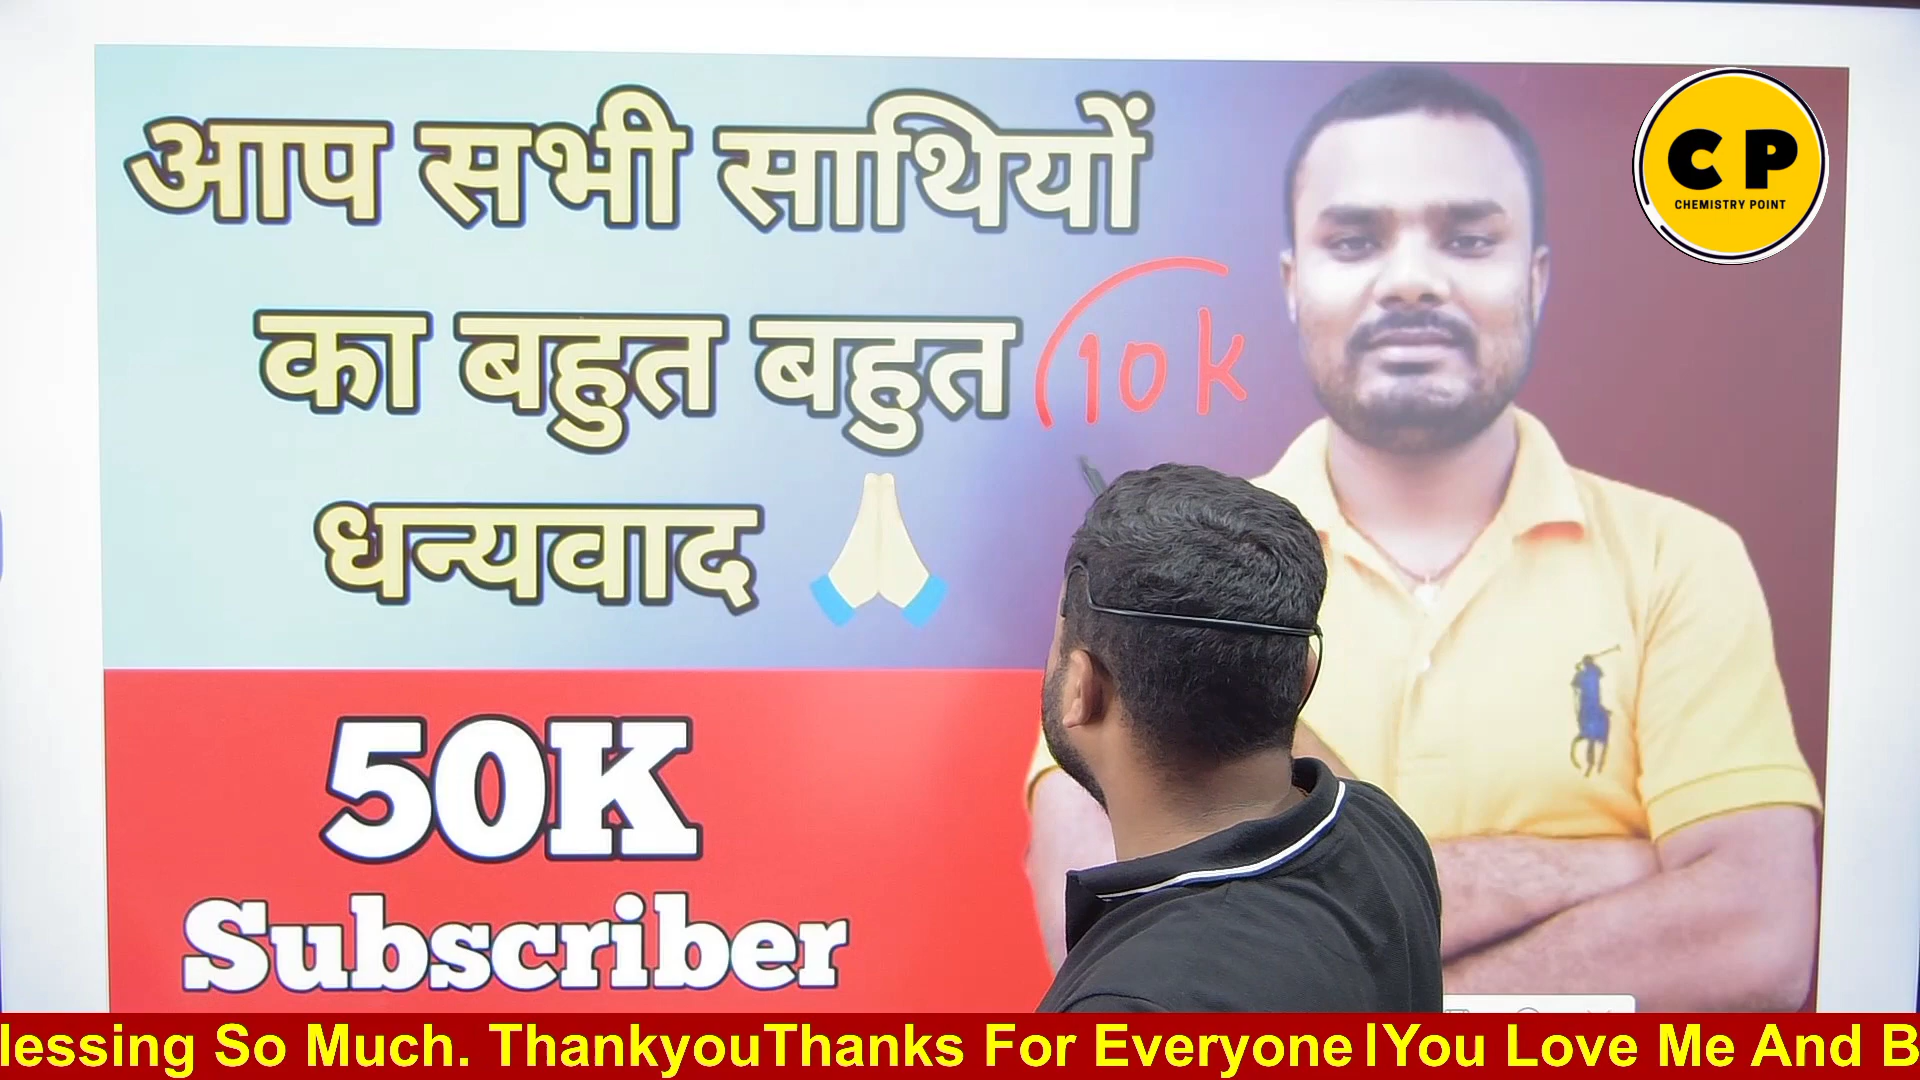 आप सभी साथियों
का बहुत बहुत
10 k
धन्यवाद
50K
Subscriber
CP
CHEMISTRY POINT
lessing So Much. ThankyouThanks For Everyone|You Love Me And B